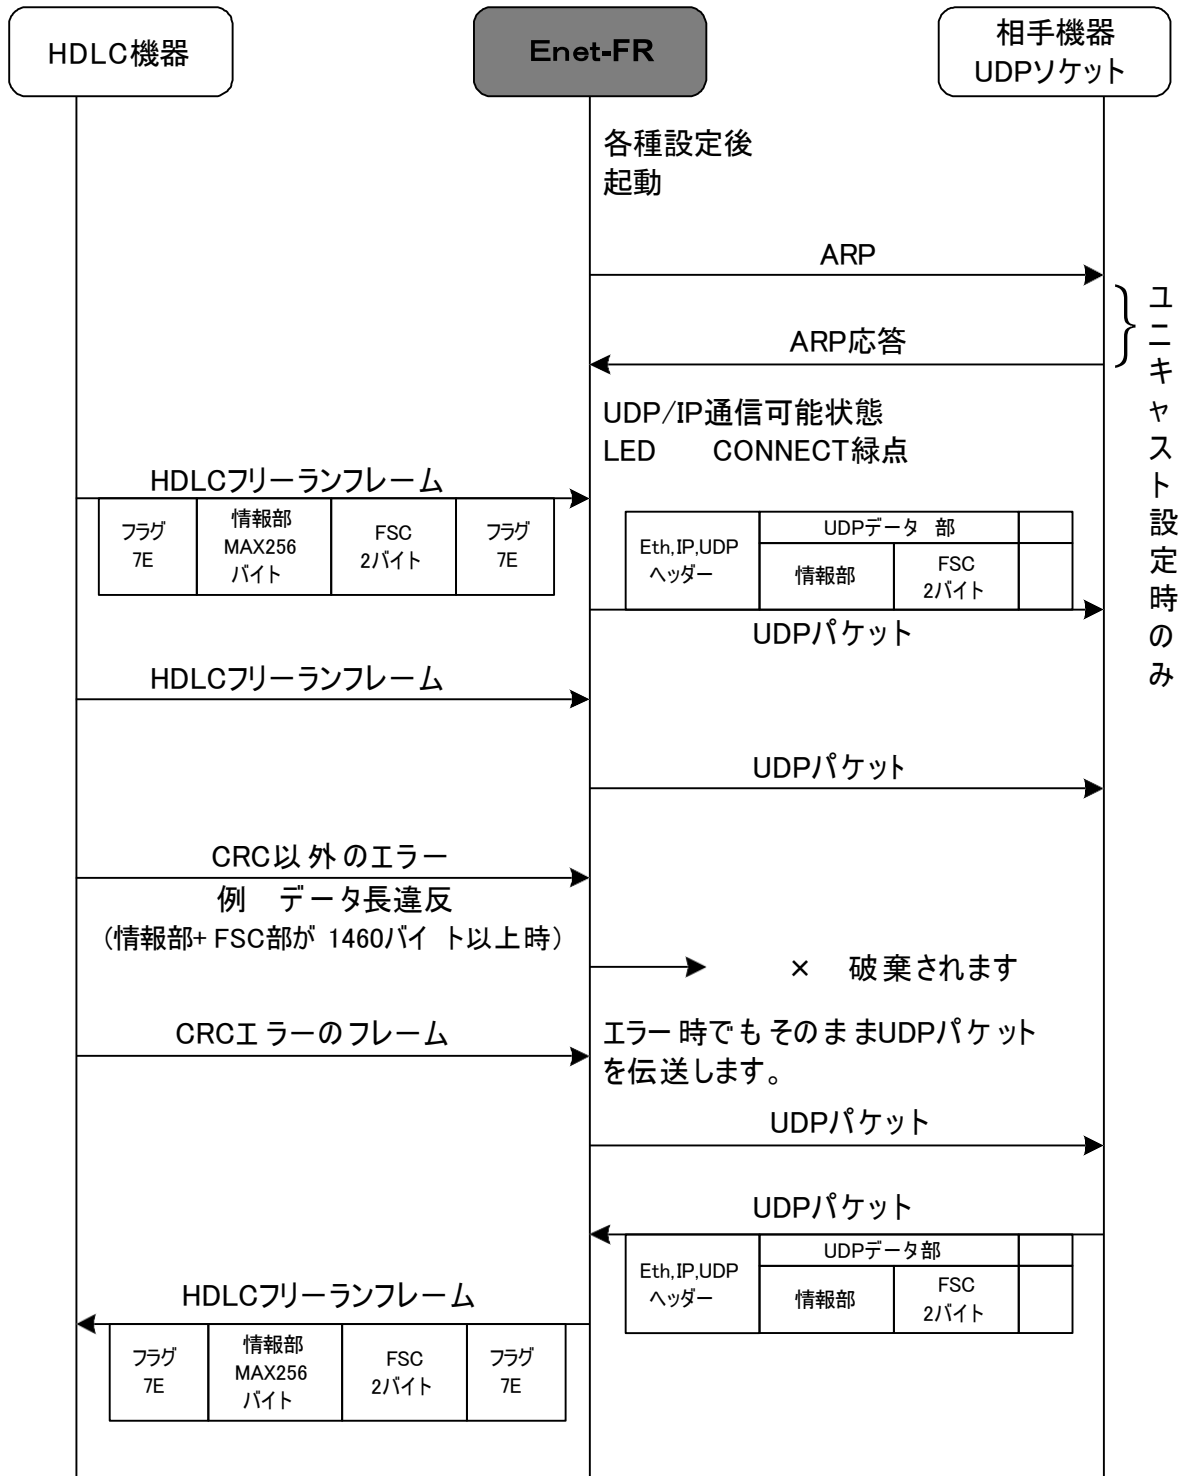 HDLC機器
Enet-FR
相手機器
UDPソケット
各種設定後
起動
ARP
ARP応答
ユニキャスト設定時のみ
UDP/IP通信可能状態
LED　CONNECT緑点
HDLCフリーランフレーム
フラグ
7E
情報部
MAX256
バイト
FSC
2バイト
フラグ
7E
Eth,IP,UDP
ヘッダー
UDPデータ 部
情報部
FSC
2バイト
UDPパケット
HDLCフリーランフレーム
UDPパケット
CRC以外のエラー
例　データ長違反
（情報部+FSC部が 1460バイト以上時）
×　破棄されます
CRCエラーのフレーム
エラー時でもそのままUDPパケット
を伝送します。
UDPパケット
UDPパケット
Eth,IP,UDP
ヘッダー
UDPデータ部
情報部
FSC
2バイト
HDLCフリーランフレーム
フラグ
7E
情報部
MAX256
バイト
FSC
2バイト
フラグ
7E